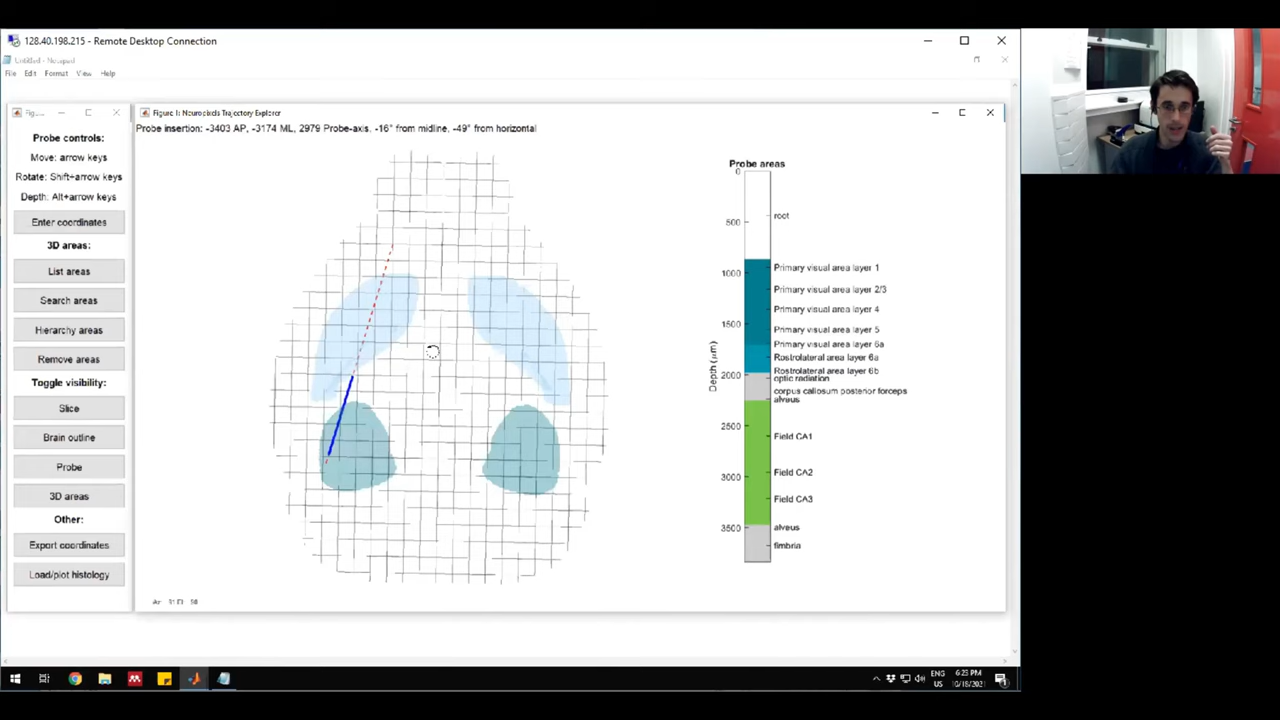 128.40.198.215 - Remote Desktop Connection
Untitled - Notepad
File Edit Format View Help
Figu...
Figure 1: Neuropixels Trajectory Explorer
Probe insertion: -3403 AP, -3174 ML, 2979 Probe-axis, -16° from midline, -49° from horizontal
Probe controls:
Move: arrow keys
Rotate: Shift+arrow keys
Depth: Alt+arrow keys
Enter coordinates
3D areas:
List areas
Search areas
Hierarchy areas
Remove areas
Toggle visibility:
Slice
Brain outline
Probe
3D areas
Other:
Export coordinates
Load/plot histology
Probe areas
Depth (μm)
0
500
1000
1500
2000
2500
3000
3500
root
Primary visual area layer 1
Primary visual area layer 2/3
Primary visual area layer 4
Primary visual area layer 5
Primary visual area layer 6a
Rostrolateral area layer 6a
Rostrolateral area layer 6b
optic radiation
corpus callosum posterior forceps
alveus
Field CA1
Field CA2
Field CA3
alveus
fimbria
ENG
US
6:23 PM
10/18/2021